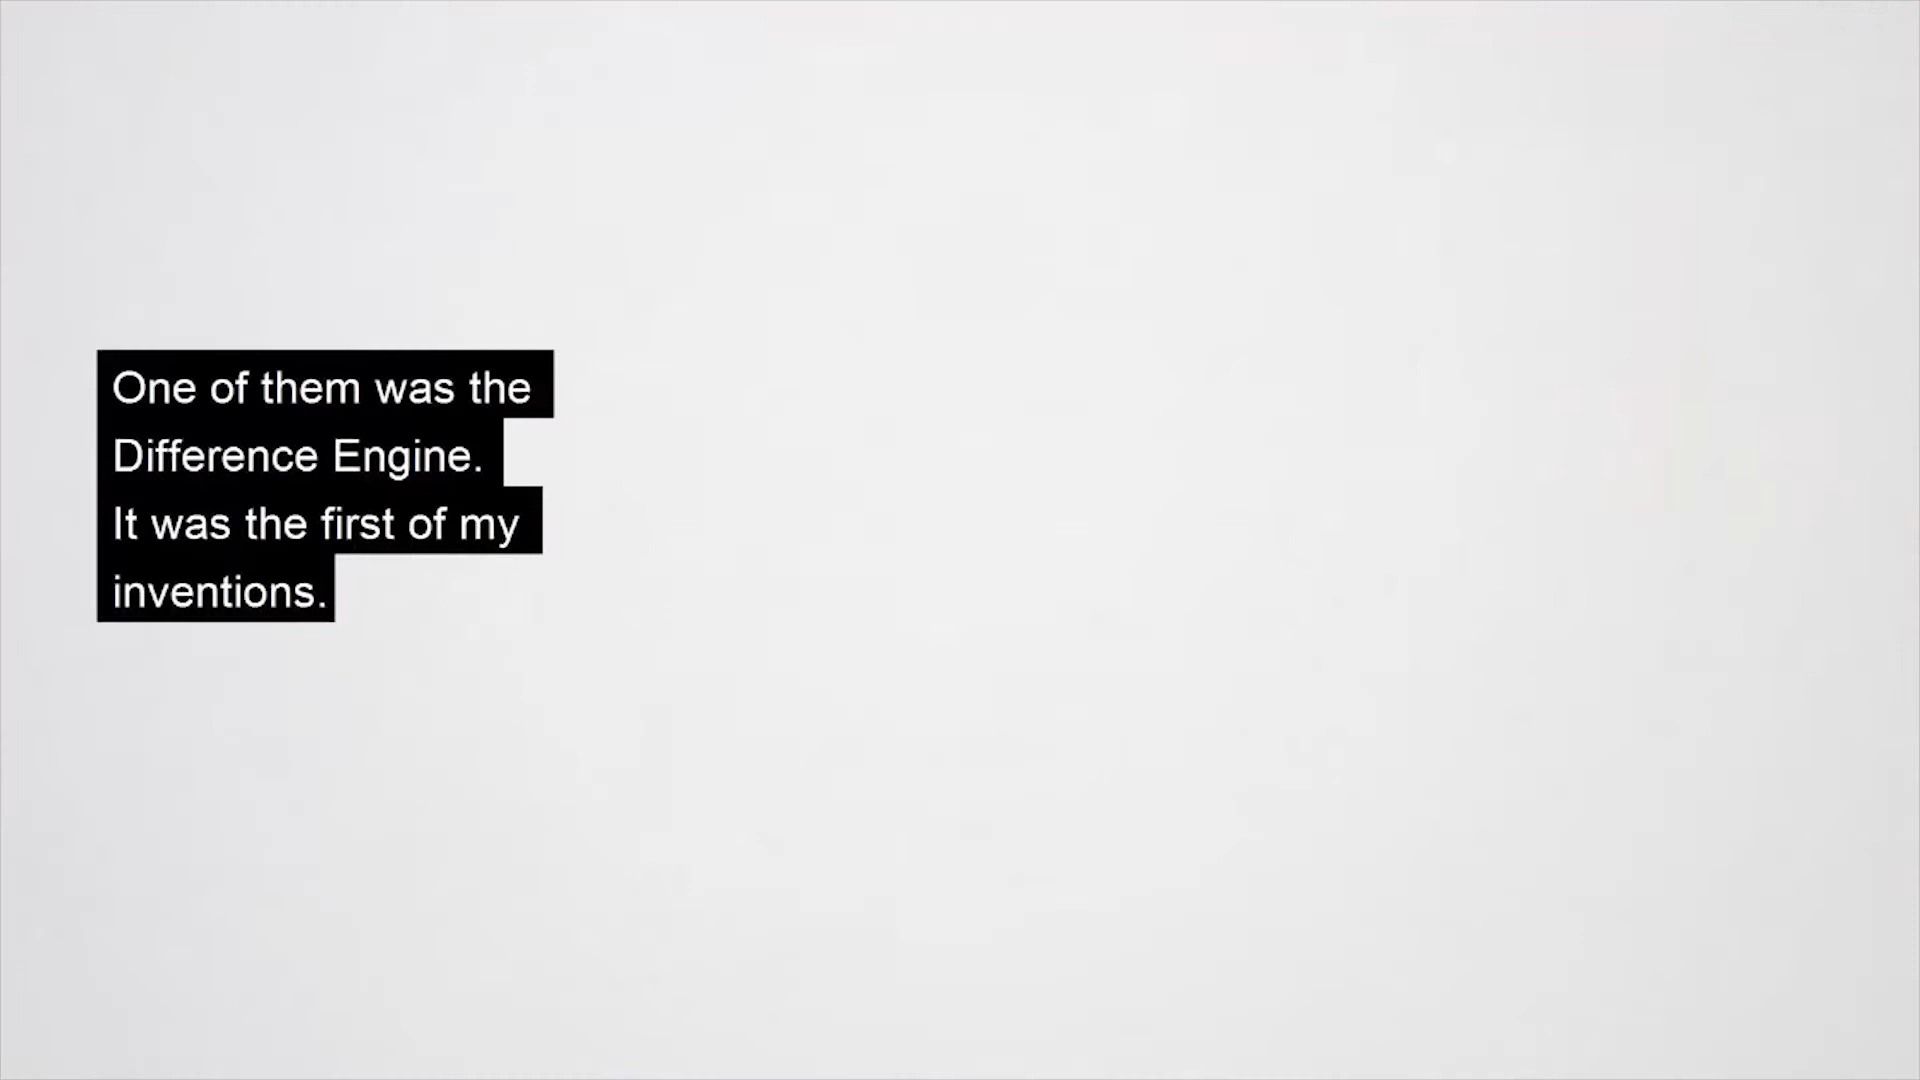 One of them was the
Difference Engine.
It was the first of my
inventions.